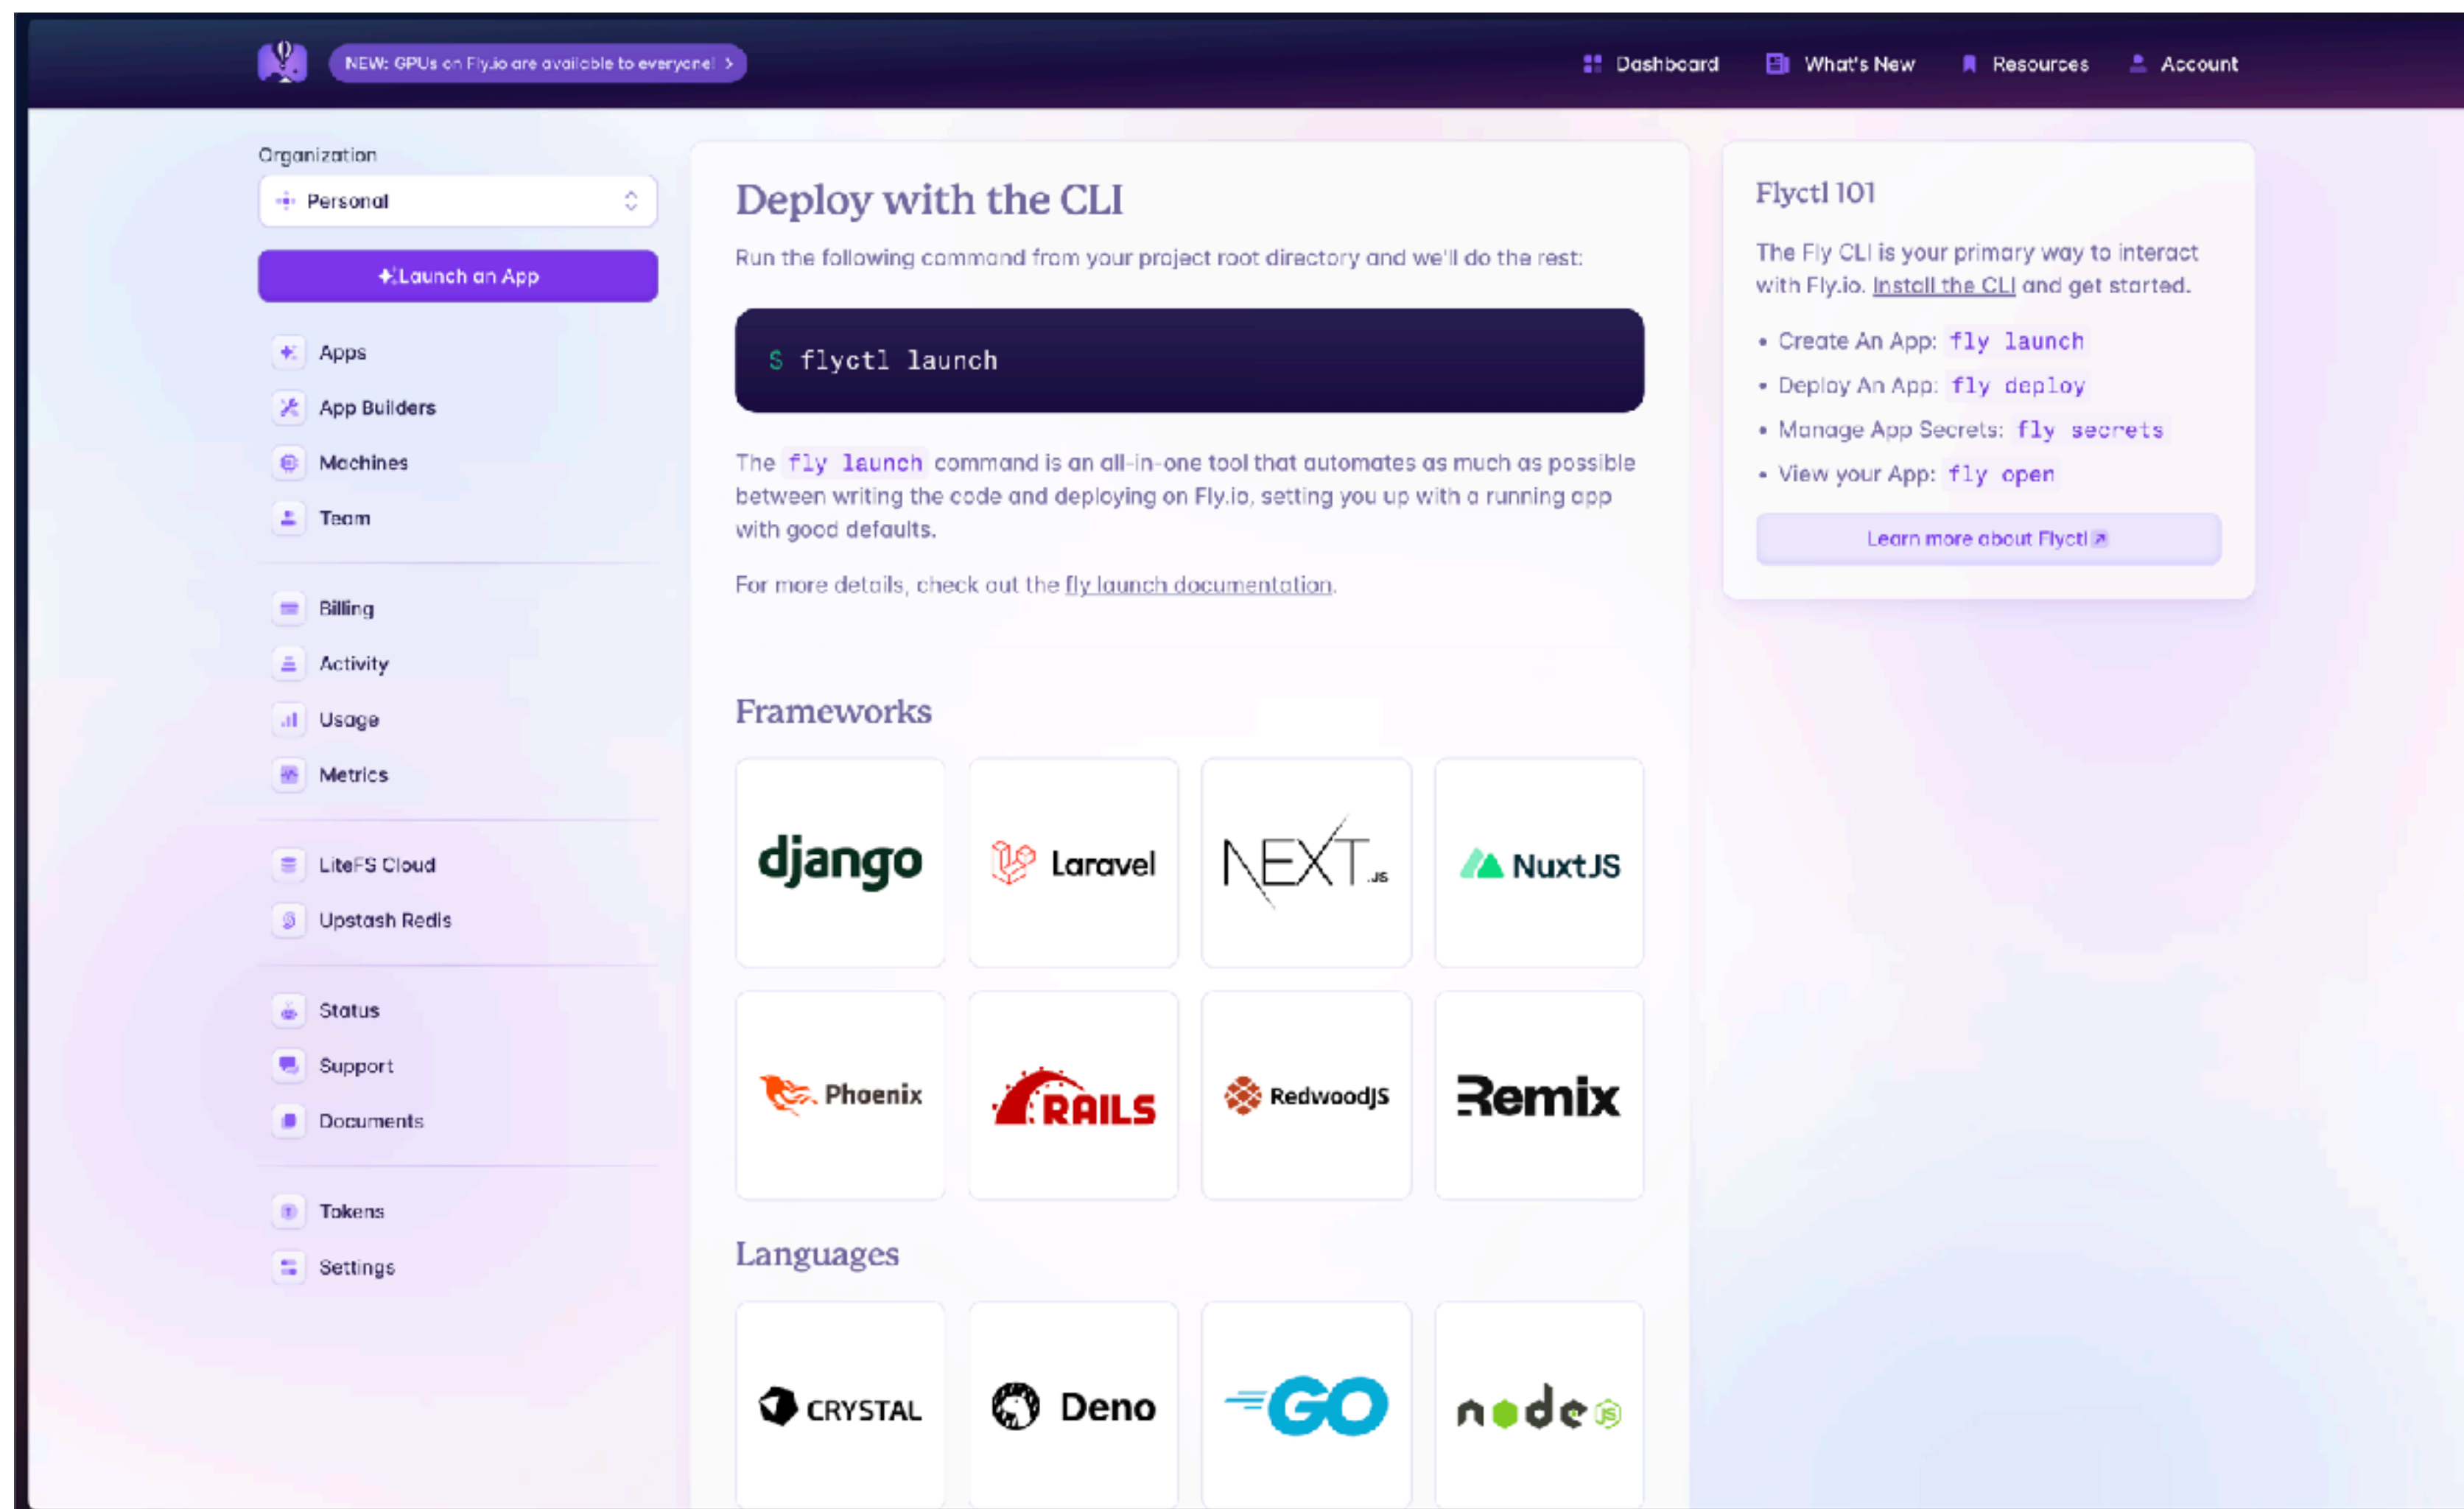 NEW: GPUs on Fly.io are available to everyone! >
Dashboard
What's New
Resources
Account
Organization
Personal
Launch an App
Apps
App Builders
Machines
Team
Billing
Activity
Usage
Metrics
LiteFS Cloud
Upstash Redis
Status
Support
Documents
Tokens
Settings
Deploy with the CLI
Run the following command from your project root directory and we'll do the rest:
$ flyctl launch
The fly launch command is an all-in-one tool that automates as much as possible
between writing the code and deploying on Fly.io, setting you up with a running app
with good defaults.
For more details, check out the fly launch documentation.
Frameworks
django
Laravel
NEXT.JS
NuxtJS
Phoenix
RAILS
RedwoodJS
Remix
Languages
CRYSTAL
Deno
GO
node JS
Flyctl 101
The Fly CLI is your primary way to interact
with Fly.io. Install the CLI and get started.
• Create An App: fly launch
• Deploy An App: fly deploy
• Manage App Secrets: fly secrets
• View your App: fly open
Learn more about Flyctl